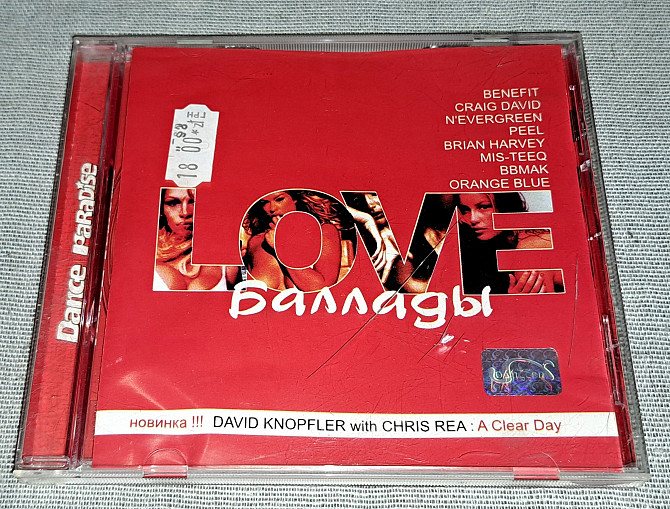 BENEFIT
CRAIG DAVID
N'EVERGREEN
PEEL
BRIAN HARVEY
MIS-TEEQ
BBMAK
ORANGE BLUE
LOVE
Баллады
новинка !!! DAVID KNOPFLER with CHRIS REA : A Clear Day
Dance PaRaDise